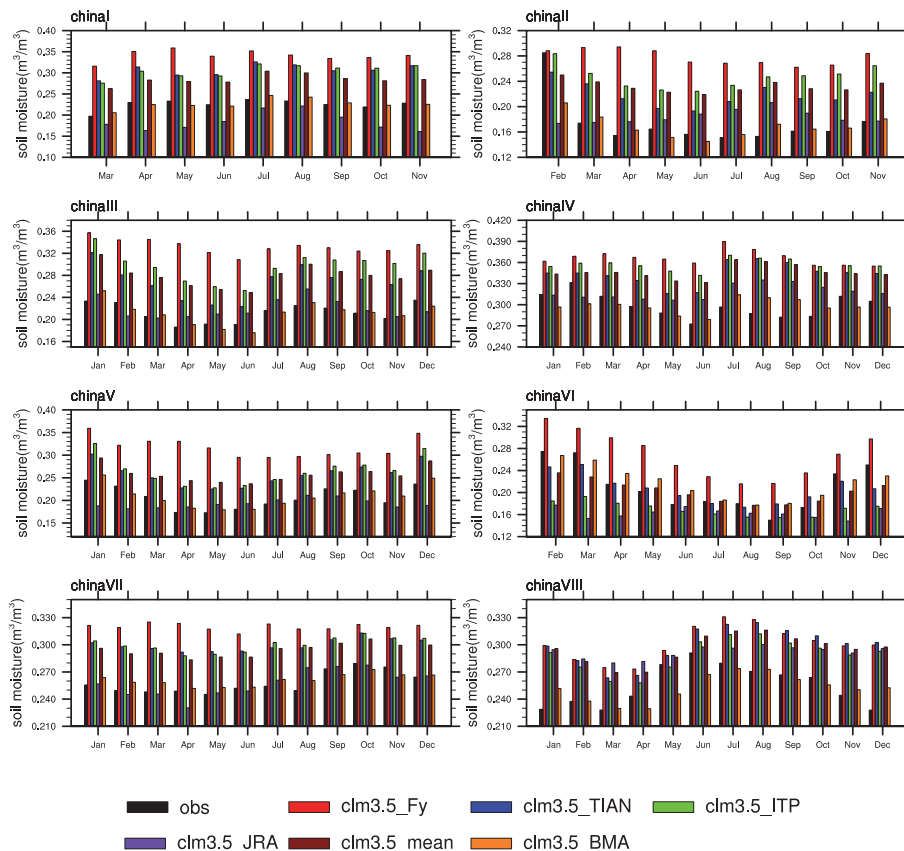 chinaI
chinaII
soil moisture(m³/m³)
0.40
0.35
0.30
0.25
0.20
0.15
0.10
Mar Apr May Jun Jul Aug Sep Oct Nov
soil moisture(m³/m³)
0.32
0.28
0.24
0.20
0.16
0.12
Feb Mar Apr May Jun Jul Aug Sep Oct Nov
chinaIII
chinaIV
soil moisture(m³/m³)
0.36
0.32
0.28
0.24
0.20
0.16
Jan Feb Mar Apr May Jun Jul Aug Sep Oct Nov Dec
soil moisture(m³/m³)
0.420
0.390
0.360
0.330
0.300
0.270
0.240
Jan Feb Mar Apr May Jun Jul Aug Sep Oct Nov Dec
chinaV
chinaVI
soil moisture(m³/m³)
0.40
0.35
0.30
0.25
0.20
0.15
Jan Feb Mar Apr May Jun Jul Aug Sep Oct Nov Dec
soil moisture(m³/m³)
0.32
0.28
0.24
0.20
0.16
0.12
Feb Mar Apr May Jun Jul Aug Sep Oct Nov Dec
chinaVII
chinaVIII
soil moisture(m³/m³)
0.330
0.300
0.270
0.240
0.210
Jan Feb Mar Apr May Jun Jul Aug Sep Oct Nov Dec
soil moisture(m³/m³)
0.330
0.300
0.270
0.240
0.210
Jan Feb Mar Apr May Jun Jul Aug Sep Oct Nov Dec
obs clm3.5_Fy clm3.5_TIAN clm3.5_ITP
clm3.5 JRA clm3.5 mean clm3.5 BMA